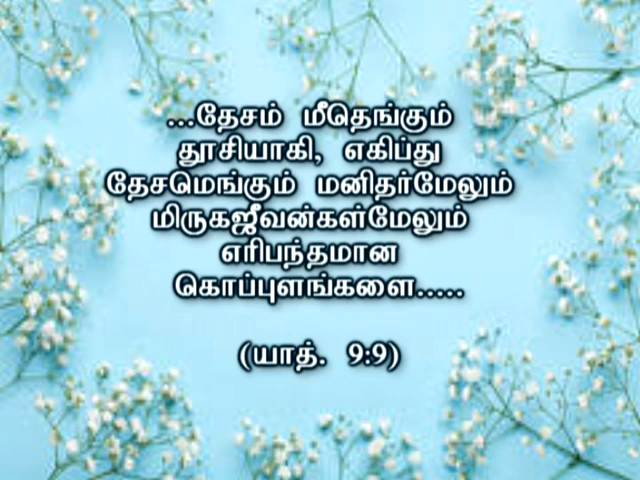 ...தேசம் மீதெங்கும்
தூசியாகி, எகிப்து
தேசமெங்கும் மனிதர்மேலும்
மிருகஜீவன்கள்மேலும்
எரிபந்தமான
கொப்புளங்களை.....
(யாத். 9:9)